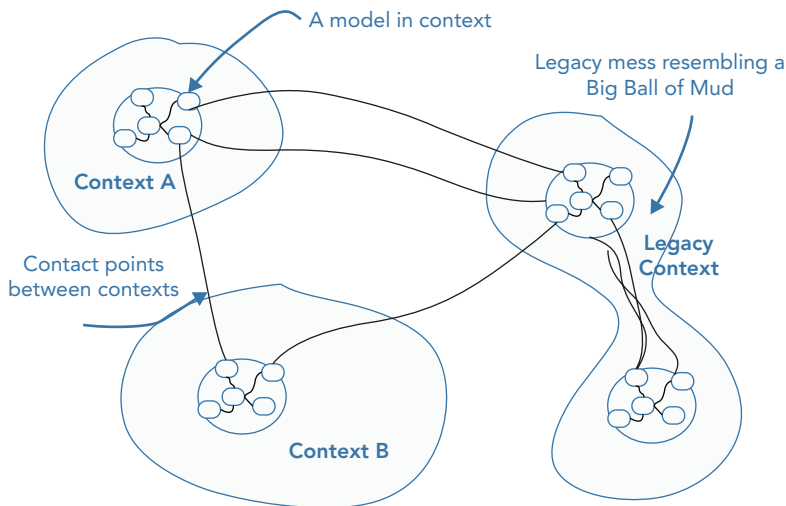 A model in context
Legacy mess resembling a
Big Ball of Mud
Context A
Legacy
Context
Contact points
between contexts
Context B